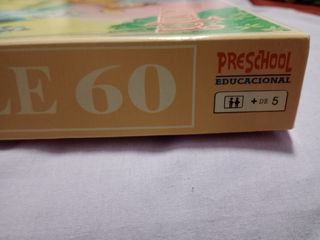 LE 60
PRESCHOOL
EDUCACIONAL
+ DE 5